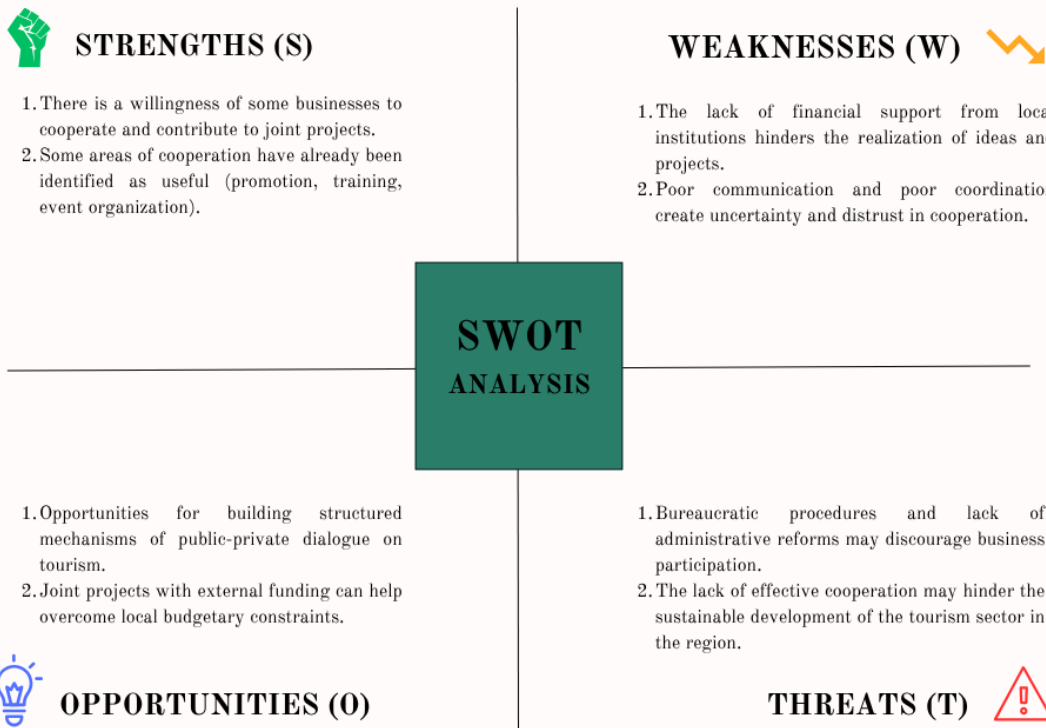 STRENGTHS (S)
1. There is a willingness of some businesses to
cooperate and contribute to joint projects.
2. Some areas of cooperation have already been
identified as useful (promotion, training,
event organization).
WEAKNESSES (W)
1. The lack of financial support from loca
institutions hinders the realization of ideas an
projects.
2. Poor communication and poor coordinatio
create uncertainty and distrust in cooperation.
SWOT
ANALYSIS
1. Opportunities for building structured
mechanisms of public-private dialogue on
tourism.
2. Joint projects with external funding can help
overcome local budgetary constraints.
OPPORTUNITIES (O)
1. Bureaucratic procedures and lack of
administrative reforms may discourage business
participation.
2. The lack of effective cooperation may hinder the
sustainable development of the tourism sector in
the region.
THREATS (T)